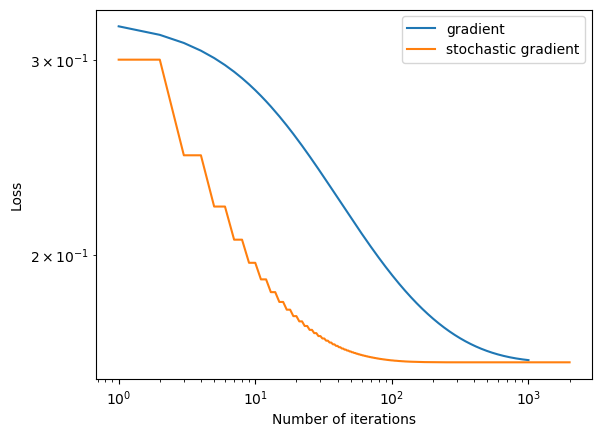 gradient
stochastic gradient
3 × 10⁻¹
2 × 10⁻¹
Loss
10⁰ 10¹ 10² 10³
Number of iterations